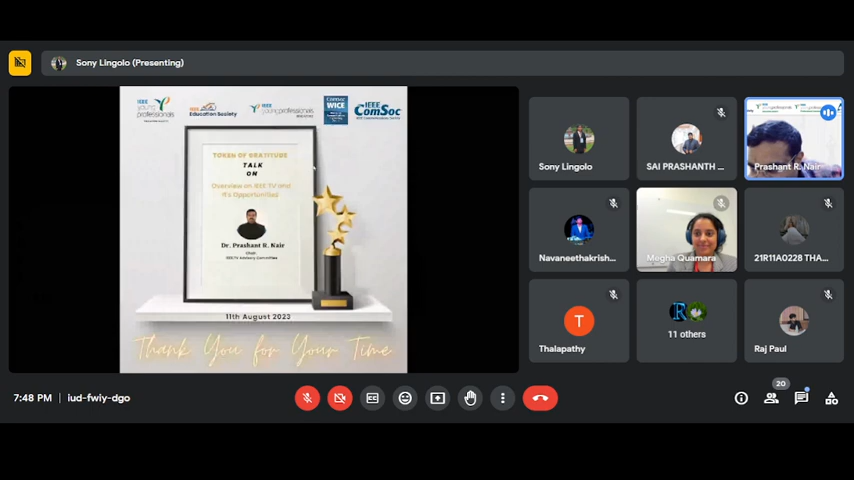 Sony Lingolo (Presenting)
IEEE
young
professionals
IEEE
Education Society
IEEE
young professionals
ComSoc
WICE
IEEE
ComSoc
TOKEN OF GRATITUDE
TALK
ON
Overview on IEEE TV and
it's Opportunities
Dr. Prashant R. Nair
Chair
IEEE TV Advisory Committee
11th August 2023
Thank You for Your Time
Sony Lingolo
SAI PRASHANTH ...
Prashant R. Nair
Navaneethakrish...
Megha Quamara
21R11A0228 THA...
T
Thalapathy
R
11 others
Raj Paul
7:48 PM | iud-fwiy-dgo
20